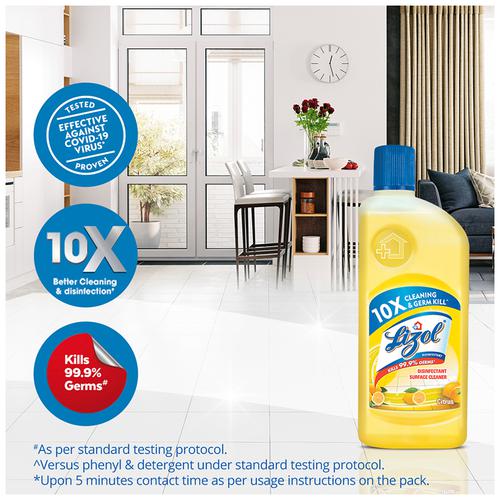 TESTED
EFFECTIVE
AGAINST
COVID-19
VIRUS*
PROVEN
10X
Better Cleaning
& disinfection^
Kills
99.9%
Germs#
10X CLEANING
& GERM KILL^
Lizol
DISINFECTANT
KILLS 99.9% GERMS#
DISINFECTANT
SURFACE CLEANER
Citrus
#As per standard testing protocol.
^Versus phenyl & detergent under standard testing protocol.
*Upon 5 minutes contact time as per usage instructions on the pack.